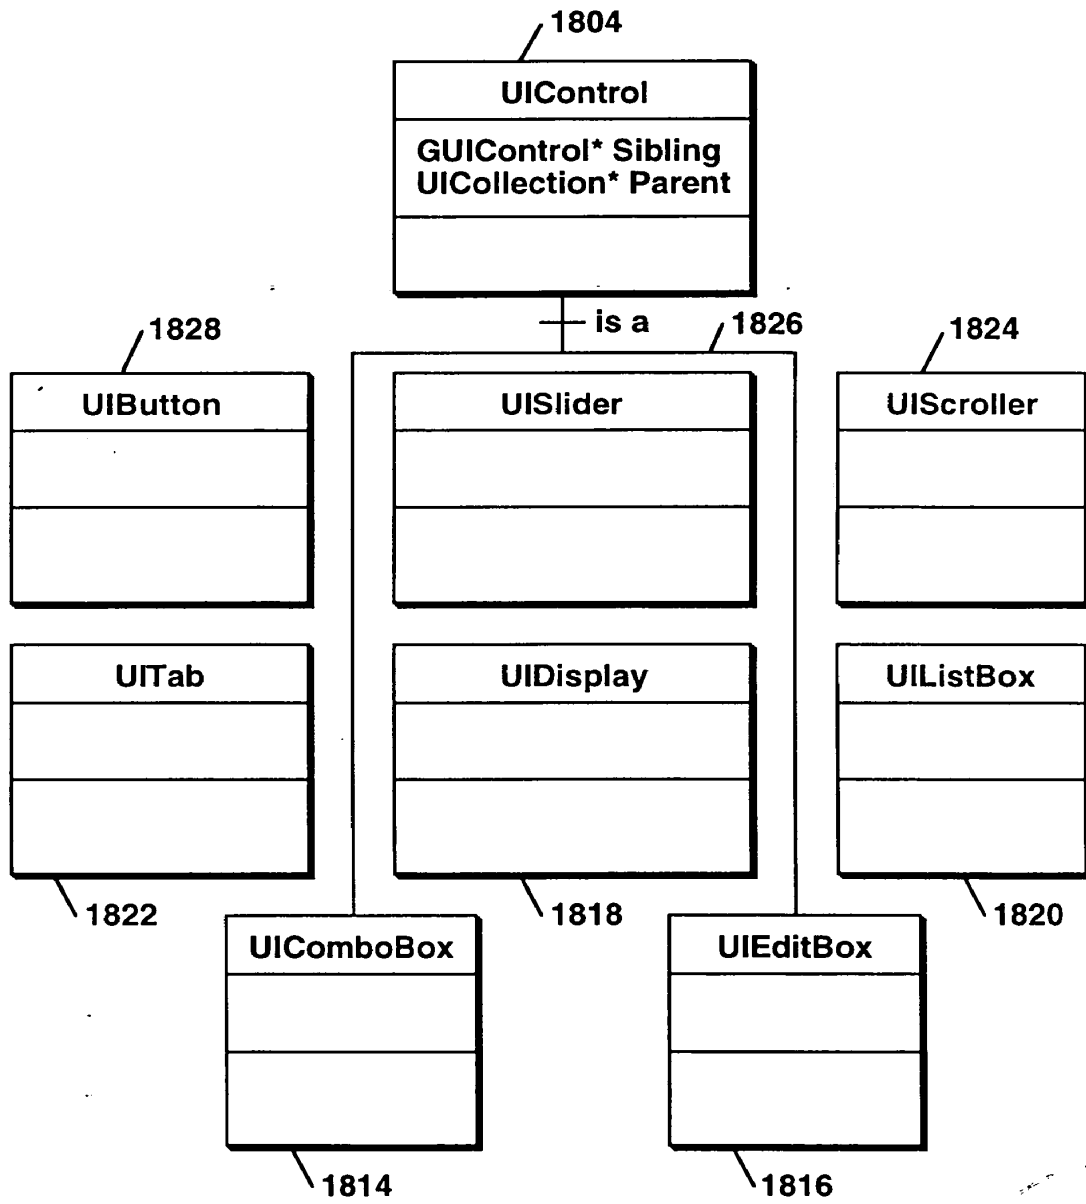 1804
UIControl
GUIControl* Sibling
UICollection* Parent
is a
1828
1826
1824
UIButton
UISlider
UIScroller
UITab
UIDisplay
UIListBox
1822
1818
1820
UIComboBox
UIEditBox
1814
1816